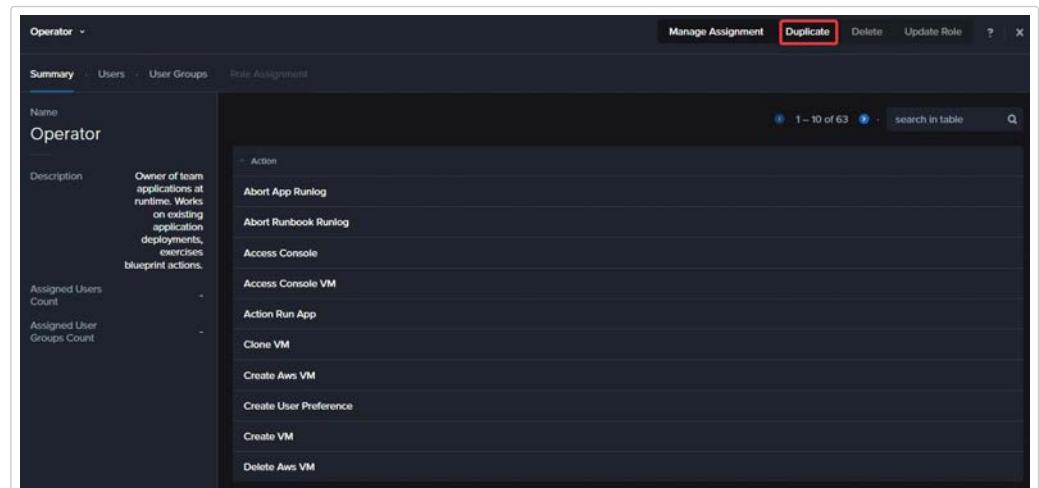 Operator
Manage Assignment Duplicate Delete Update Role ? X
Summary Users User Groups Role Assignment
Name
Operator
1 – 10 of 63
search in table
Description
Owner of team
applications at
runtime. Works
on existing
application
deployments,
exercises
blueprint actions.
Assigned Users
Count
-
Assigned User
Groups Count
-
Action
Abort App Runlog
Abort Runbook Runlog
Access Console
Access Console VM
Action Run App
Clone VM
Create Aws VM
Create User Preference
Create VM
Delete Aws VM